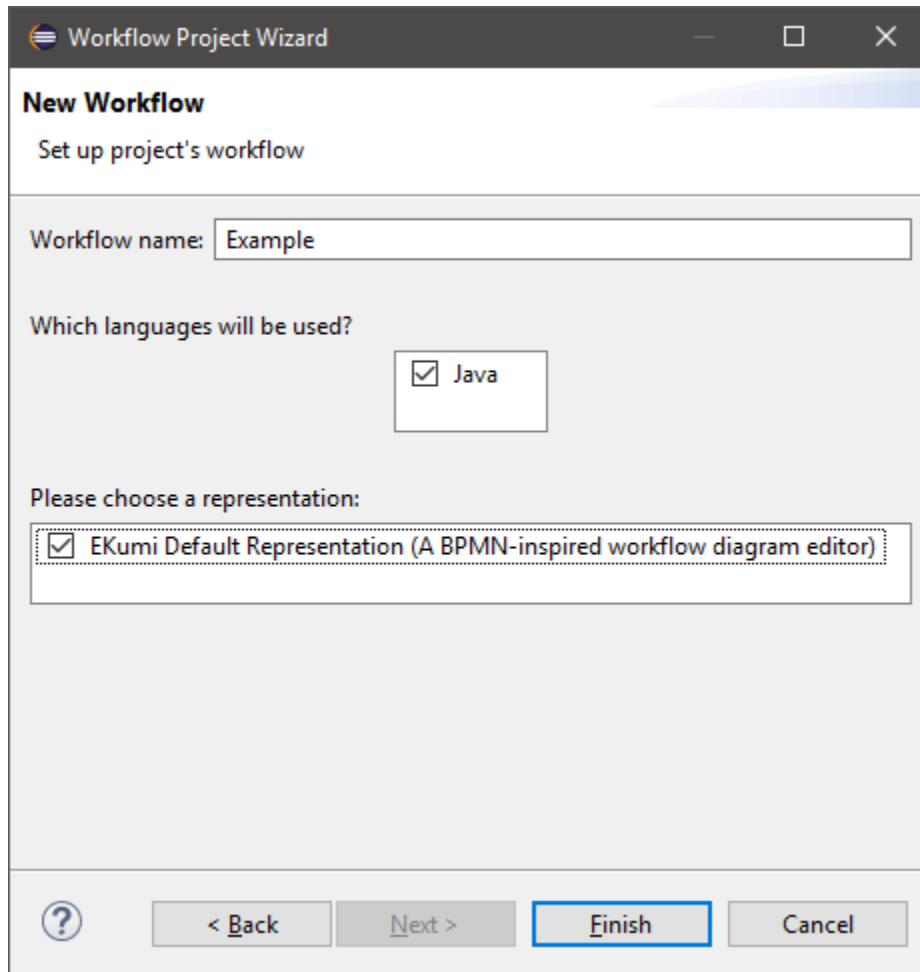 Workflow Project Wizard
New Workflow
Set up project's workflow
Workflow name: Example
Which languages will be used?
Java
Please choose a representation:
EKumi Default Representation (A BPMN-inspired workflow diagram editor)
? < Back Next > Finish Cancel